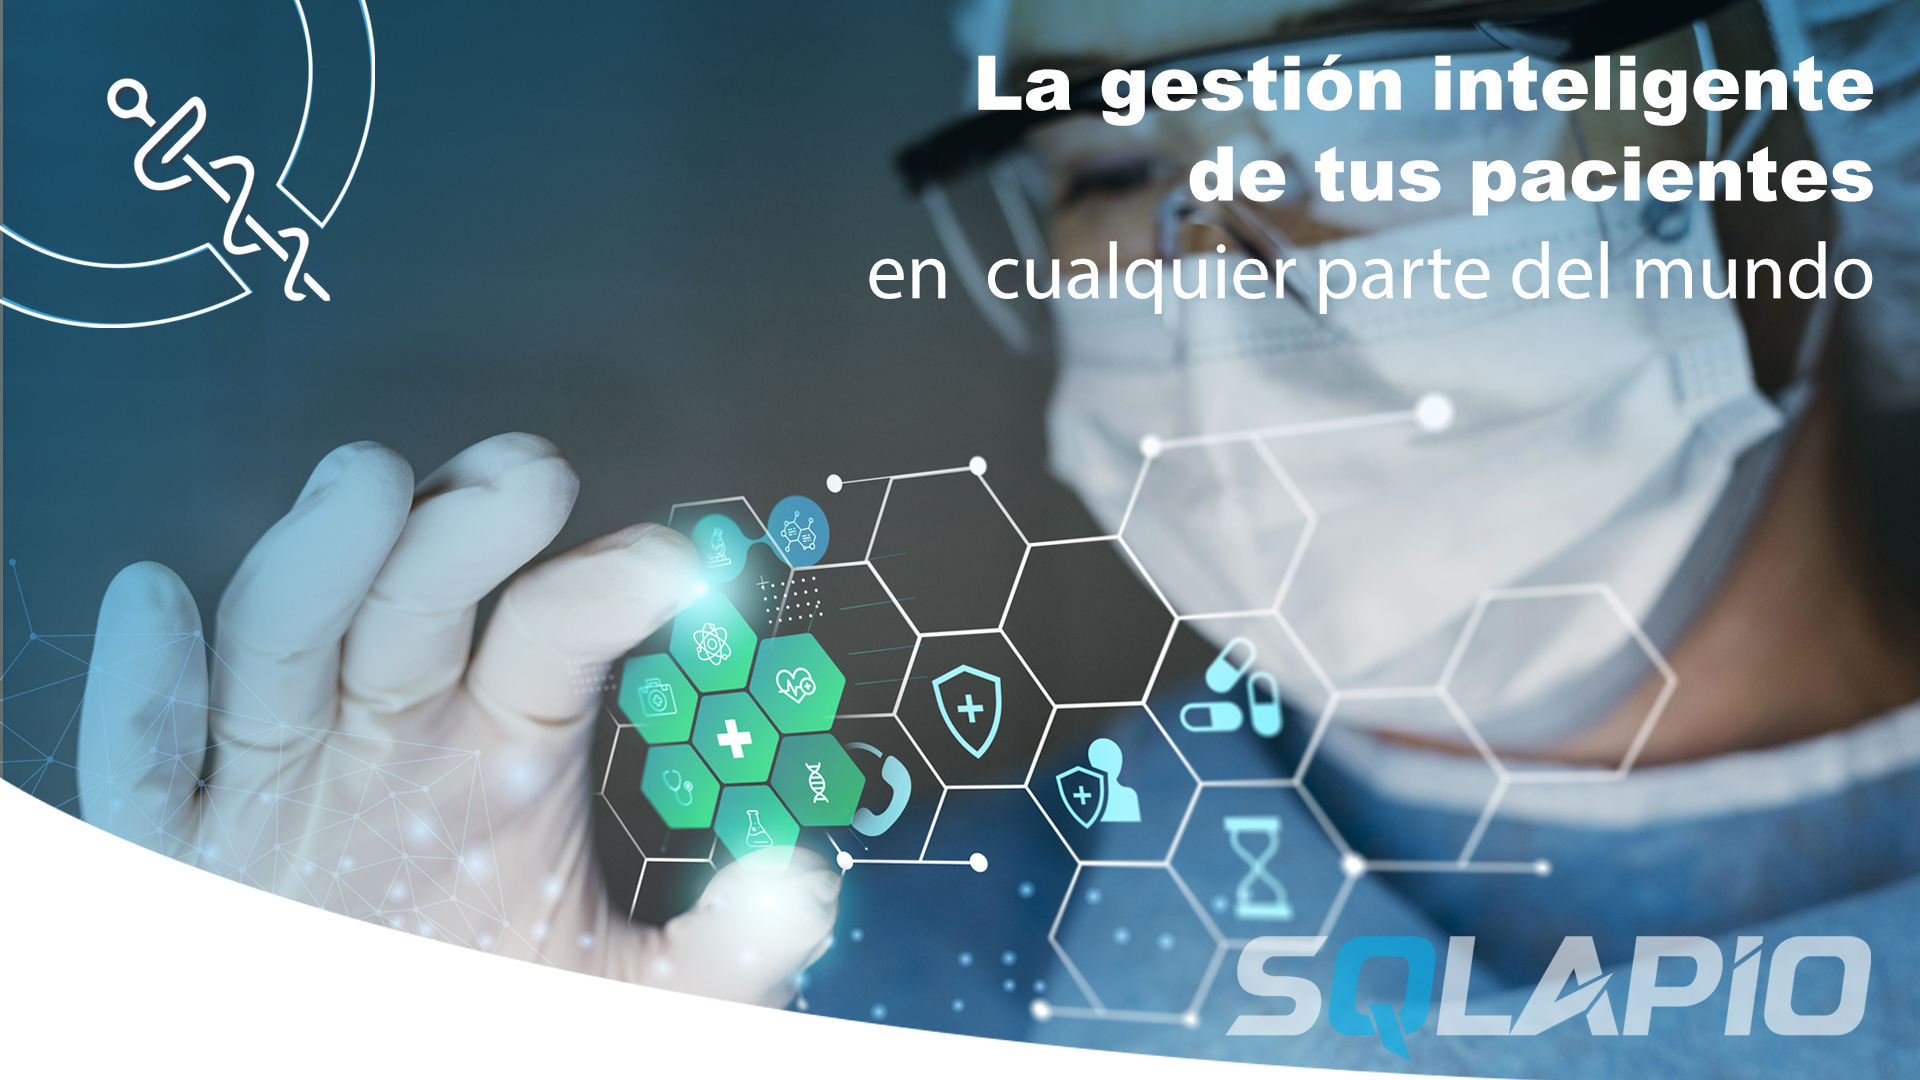 La gestión inteligente
de tus pacientes
en cualquier parte del mundo
SQLAPIO